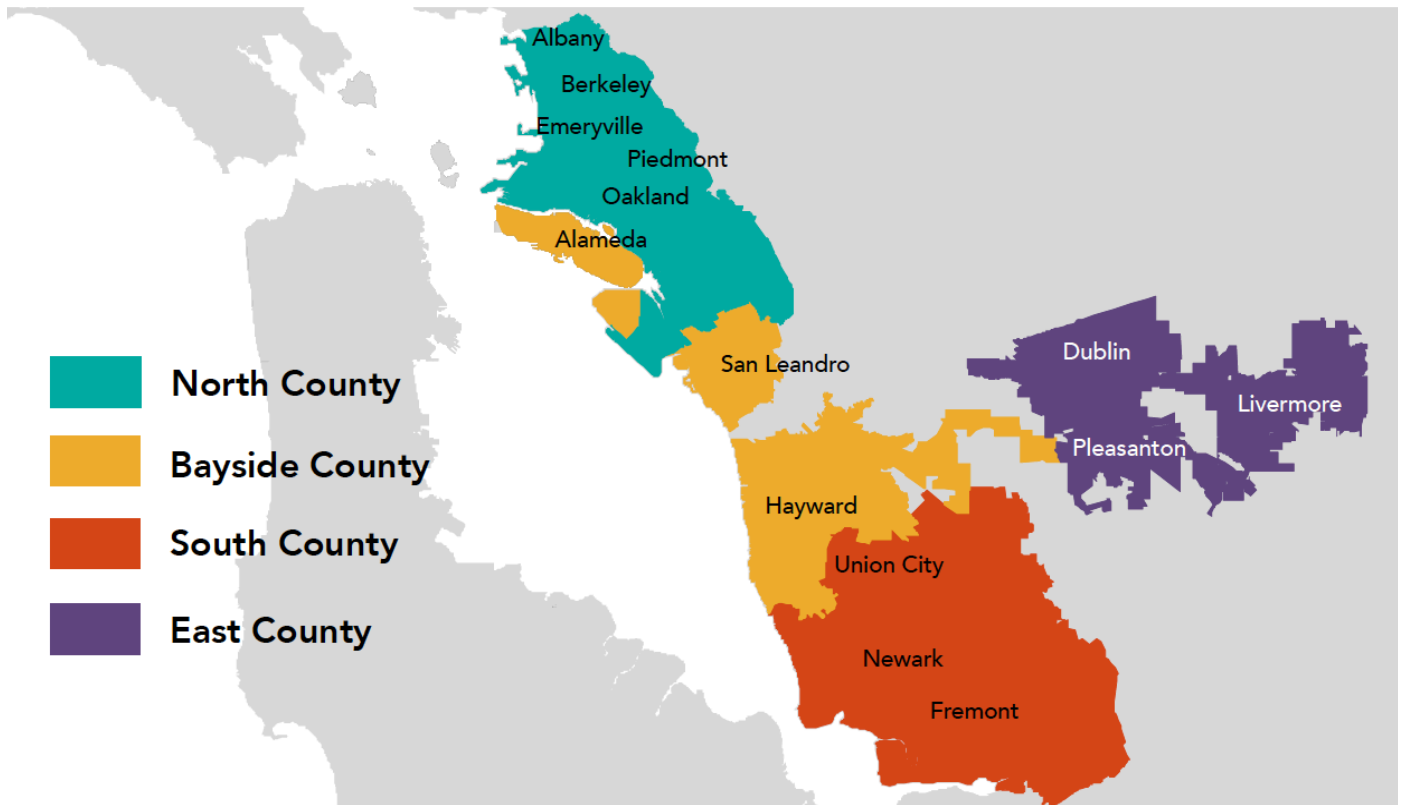 Albany
Berkeley
Emeryville
Piedmont
Oakland
Alameda
San Leandro
Dublin
Livermore
Pleasanton
Hayward
Union City
Newark
Fremont
North County
Bayside County
South County
East County